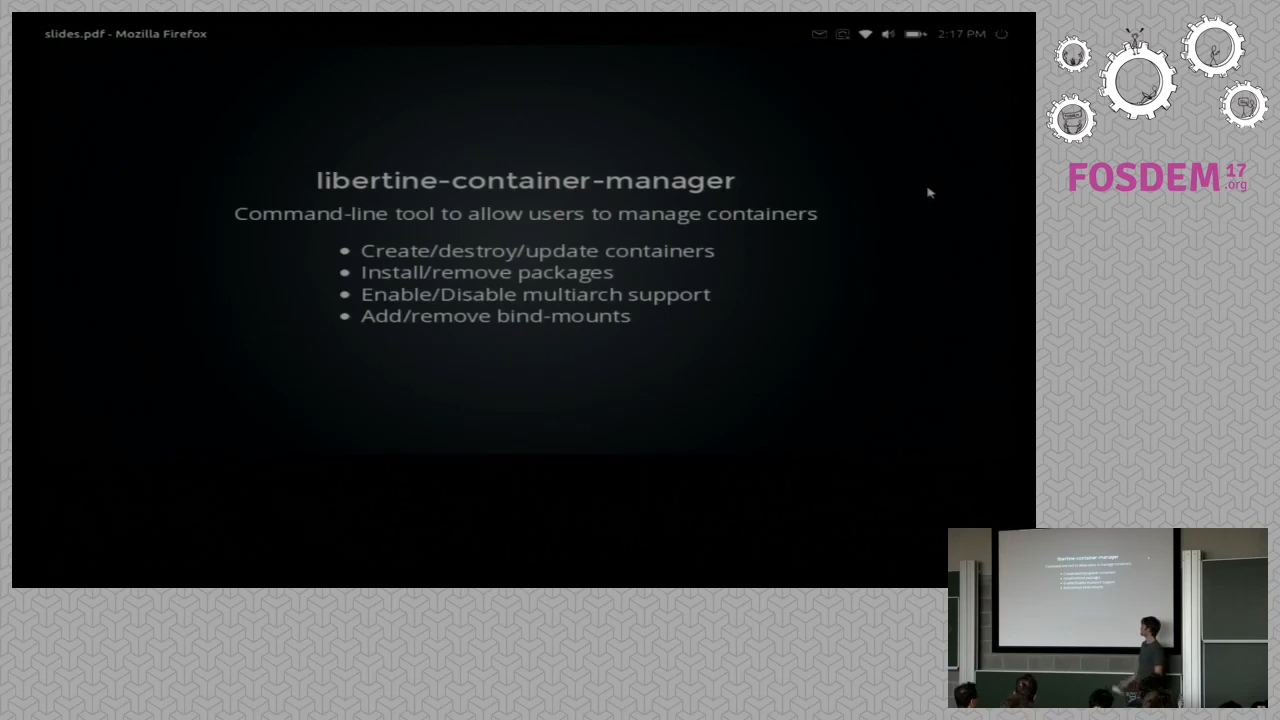 slides.pdf - Mozilla Firefox
2:17 PM
libertine-container-manager
Command-line tool to allow users to manage containers
• Create/destroy/update containers
• Install/remove packages
• Enable/Disable multiarch support
• Add/remove bind-mounts
FOSDEM 17
.org